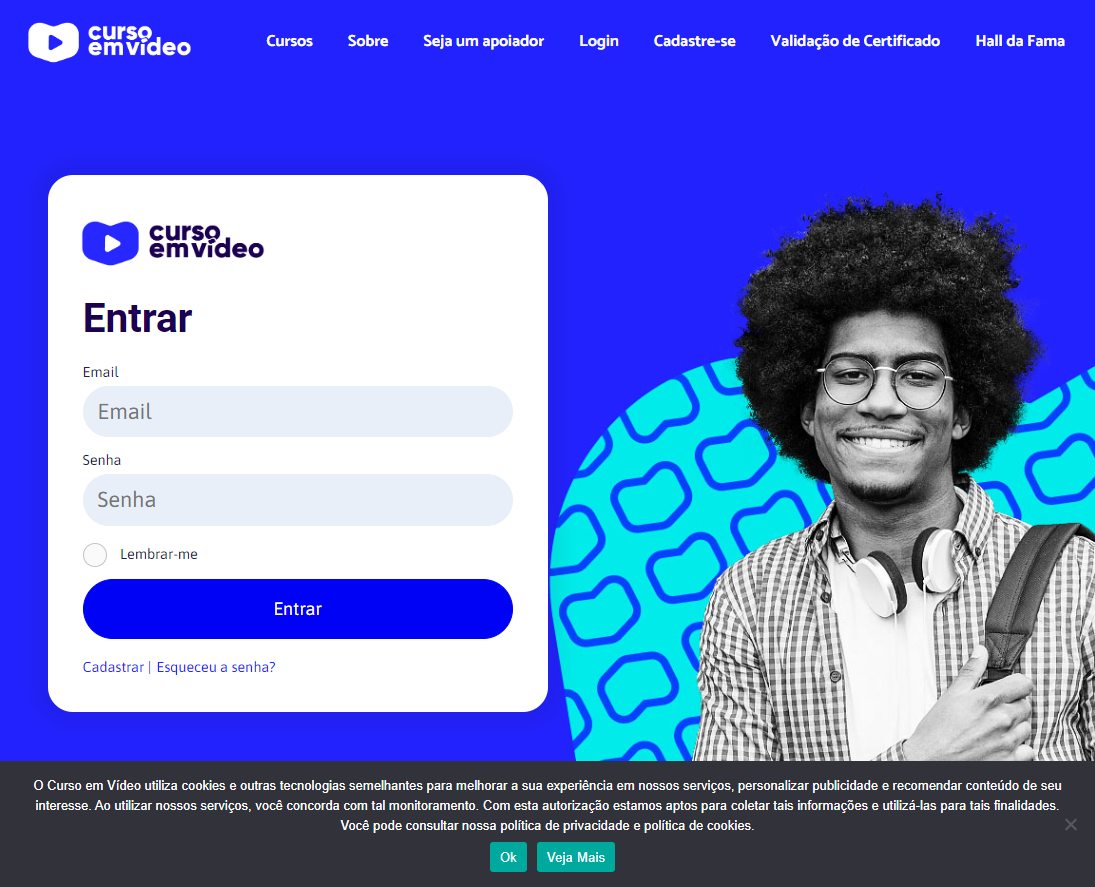 curso
emvídeo
Cursos Sobre Seja um apoiador Login Cadastre-se Validação de Certificado Hall da Fama
curso
emvídeo
Entrar
Email
Email
Senha
Senha
Lembrar-me
Entrar
Cadastrar | Esqueceu a senha?
O Curso em Vídeo utiliza cookies e outras tecnologias semelhantes para melhorar a sua experiência em nossos serviços, personalizar publicidade e recomendar conteúdo de seu
interesse. Ao utilizar nossos serviços, você concorda com tal monitoramento. Com esta autorização estamos aptos para coletar tais informações e utilizá-las para tais finalidades.
Você pode consultar nossa política de privacidade e política de cookies.
Ok Veja Mais